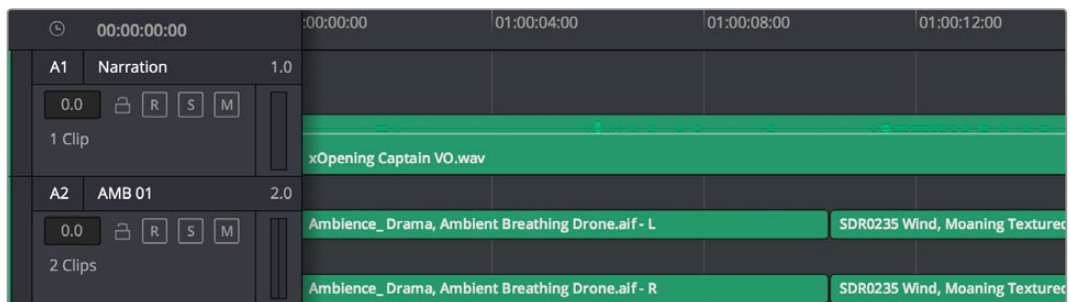 00:00:00:00 :00:00:00 01:00:04:00 01:00:08:00 01:00:12:00
A1 Narration 1.0
0.0 R S M
1 Clip
xOpening Captain VO.wav
A2 AMB 01 2.0
0.0 R S M
Ambience_ Drama, Ambient Breathing Drone.aif - L SDR0235 Wind, Moaning Textured
2 Clips
Ambience_ Drama, Ambient Breathing Drone.aif - R SDR0235 Wind, Moaning Textured